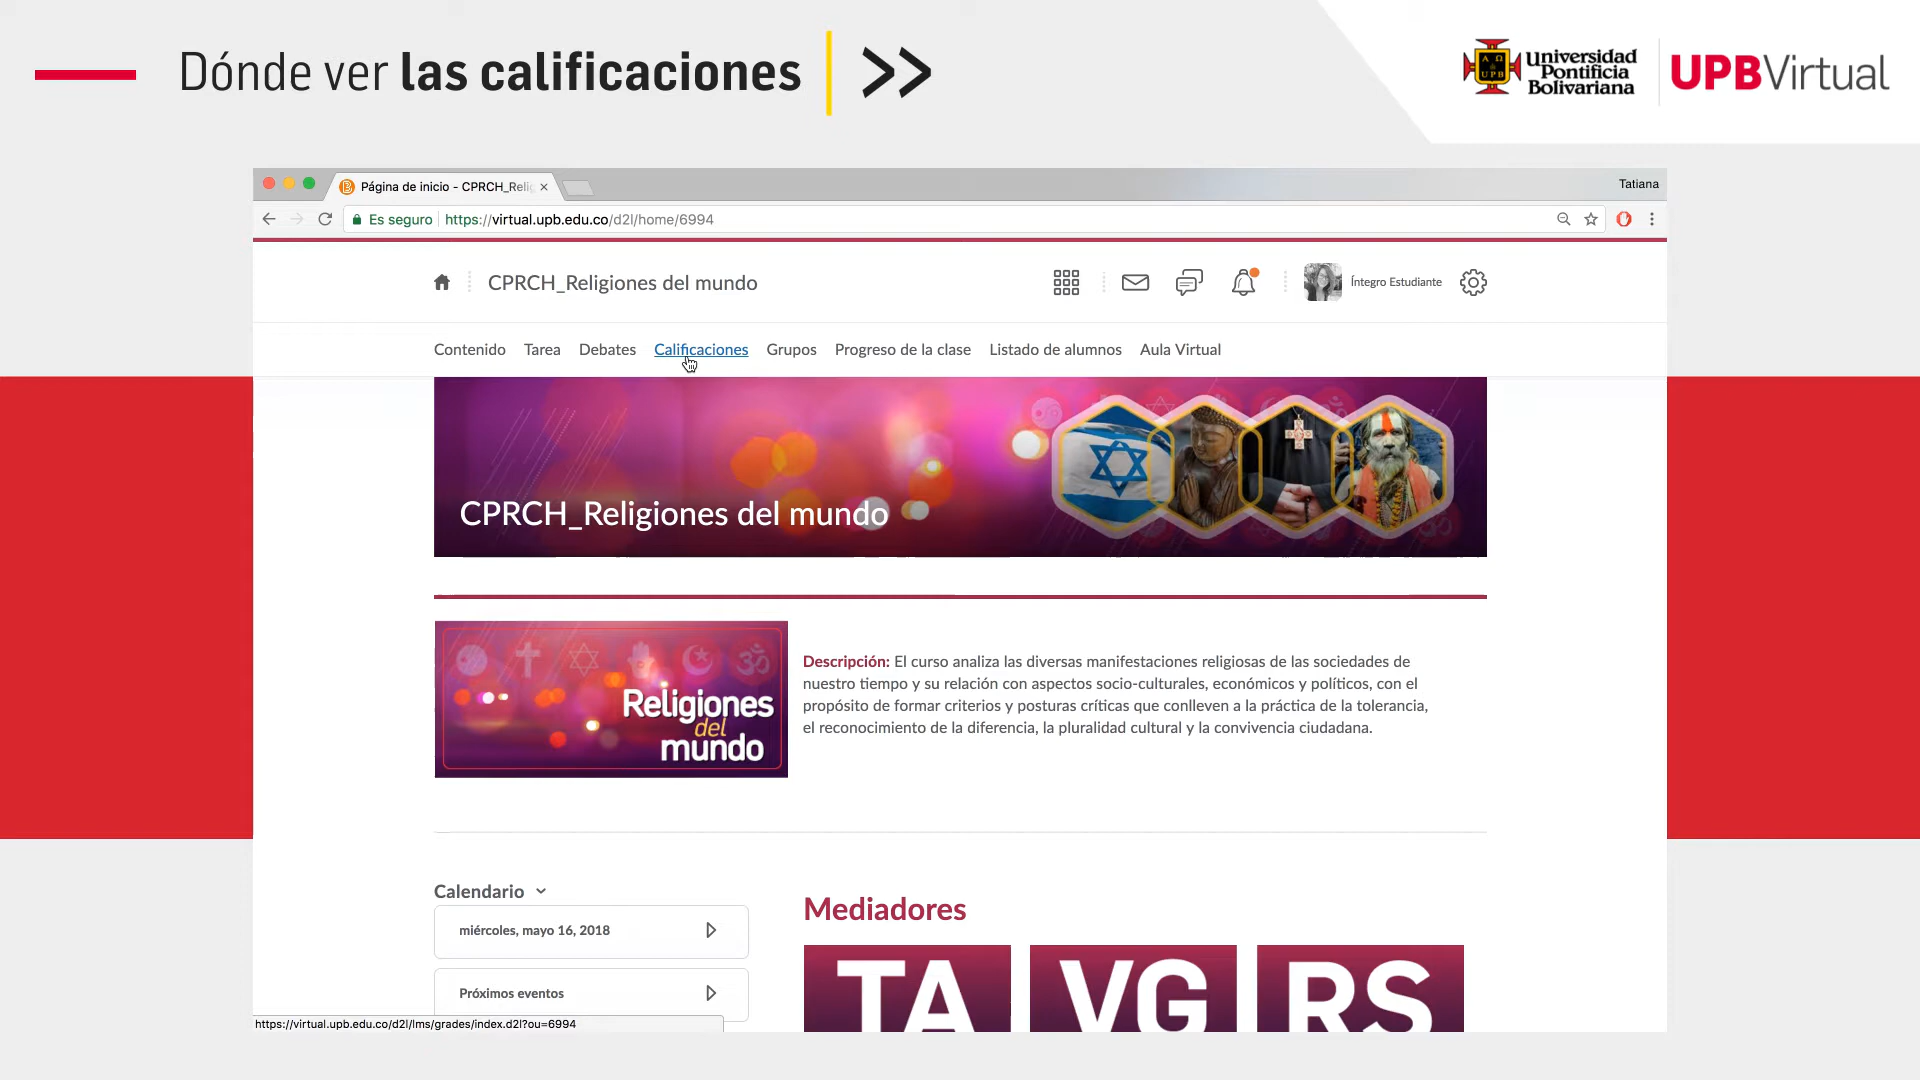 Dónde ver las calificaciones
Universidad
Pontificia
Bolivariana
UPBVirtual
Página de inicio - CPRCH_Relig
Tatiana
Es seguro
https://virtual.upb.edu.co/d2l/home/6994
CPRCH_Religiones del mundo
Íntegro Estudiante
Contenido Tarea Debates Calificaciones Grupos Progreso de la clase Listado de alumnos Aula Virtual
CPRCH_Religiones del mundo
Religiones
del
mundo
Descripción: El curso analiza las diversas manifestaciones religiosas de las sociedades de
nuestro tiempo y su relación con aspectos socio-culturales, económicos y políticos, con el
propósito de formar criterios y posturas críticas que conlleven a la práctica de la tolerancia,
el reconocimiento de la diferencia, la pluralidad cultural y la convivencia ciudadana.
Calendario
miércoles, mayo 16, 2018
Próximos eventos
Mediadores
TA VG RS
https://virtual.upb.edu.co/d2l/lms/grades/index.d2l?ou=6994